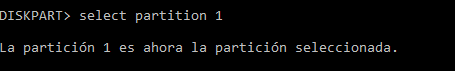 DISKPART> select partition 1
La partición 1 es ahora la partición seleccionada.